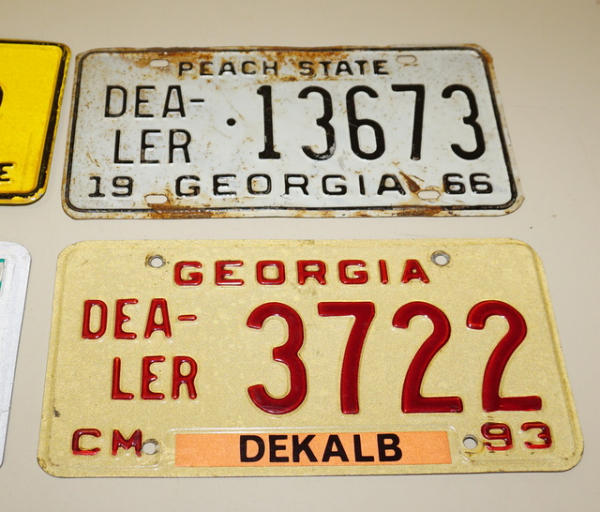 PEACH STATE
DEA-
LER
·13673
19 GEORGIA 66
GEORGIA
DEA-
LER
3722
CM DEKALB 93
E